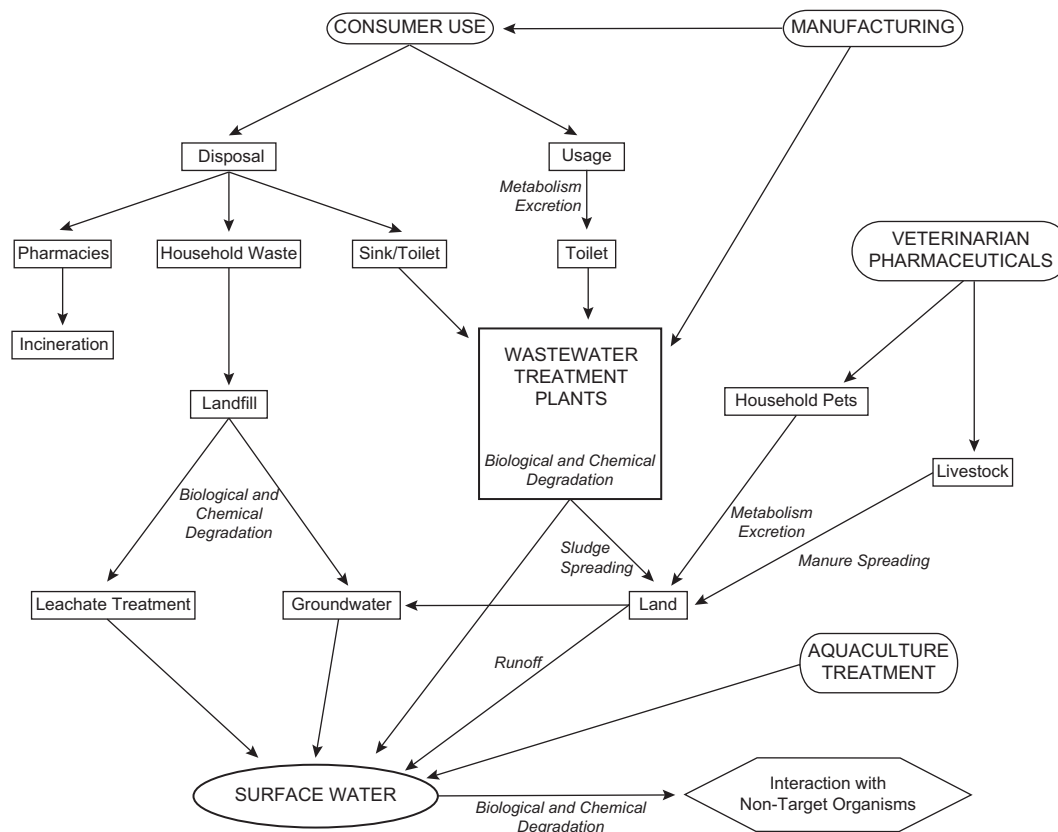 CONSUMER USE
MANUFACTURING
Disposal
Usage
Metabolism
Excretion
Pharmacies
Household Waste
Sink/Toilet
Toilet
VETERINARIAN
PHARMACEUTICALS
Incineration
WASTEWATER
TREATMENT
PLANTS
Landfill
Household Pets
Biological and Chemical
Degradation
Livestock
Biological and
Chemical
Degradation
Metabolism
Excretion
Sludge
Spreading
Manure Spreading
Leachate Treatment
Groundwater
Land
Runoff
AQUACULTURE
TREATMENT
SURFACE WATER
Biological and Chemical
Degradation
Interaction with
Non-Target Organisms